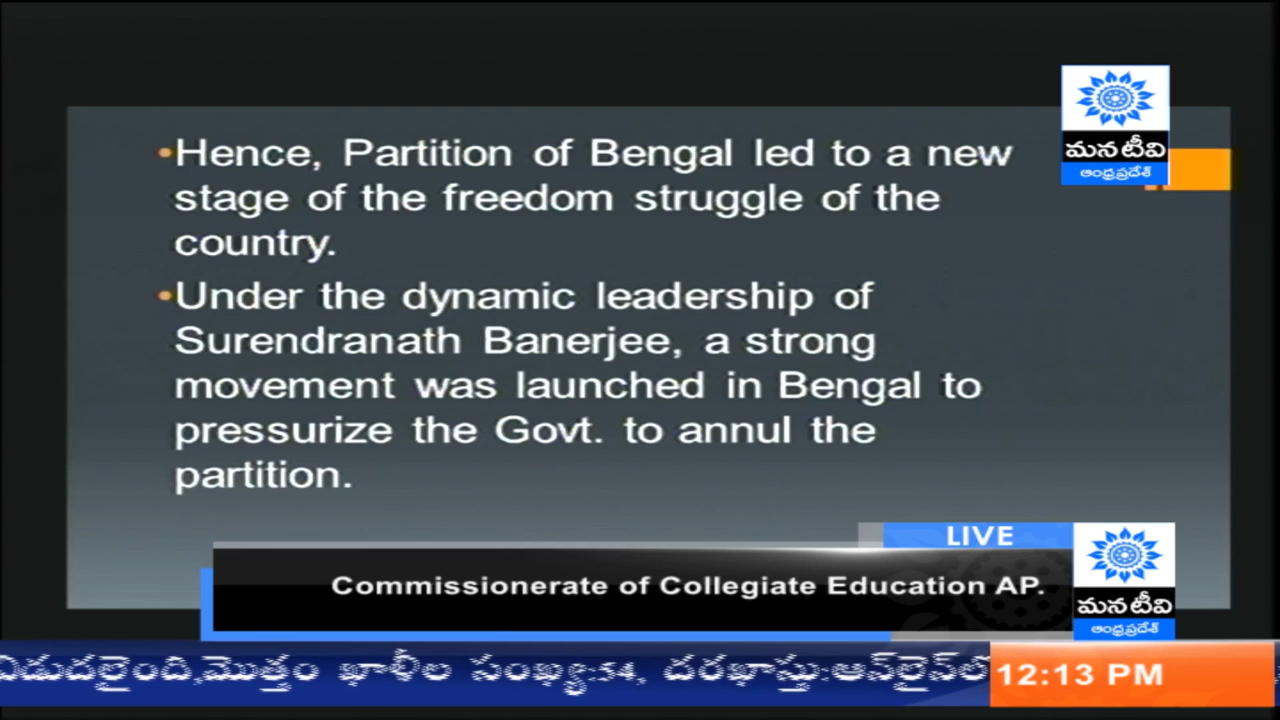 •Hence, Partition of Bengal led to a new
stage of the freedom struggle of the
country.
•Under the dynamic leadership of
Surendranath Banerjee, a strong
movement was launched in Bengal to
pressurize the Govt. to annul the
partition.
మన టీవి
ఆంధ్రప్రదేశ్
LIVE
Commissionerate of Collegiate Education AP.
మన టీవి
ఆంధ్రప్రదేశ్
విడుదలైంది,మొత్తం ఖాళీల సంఖ్య:54, దరఖాస్తు:ఆన్‌లైన్‌లో
12:13 PM